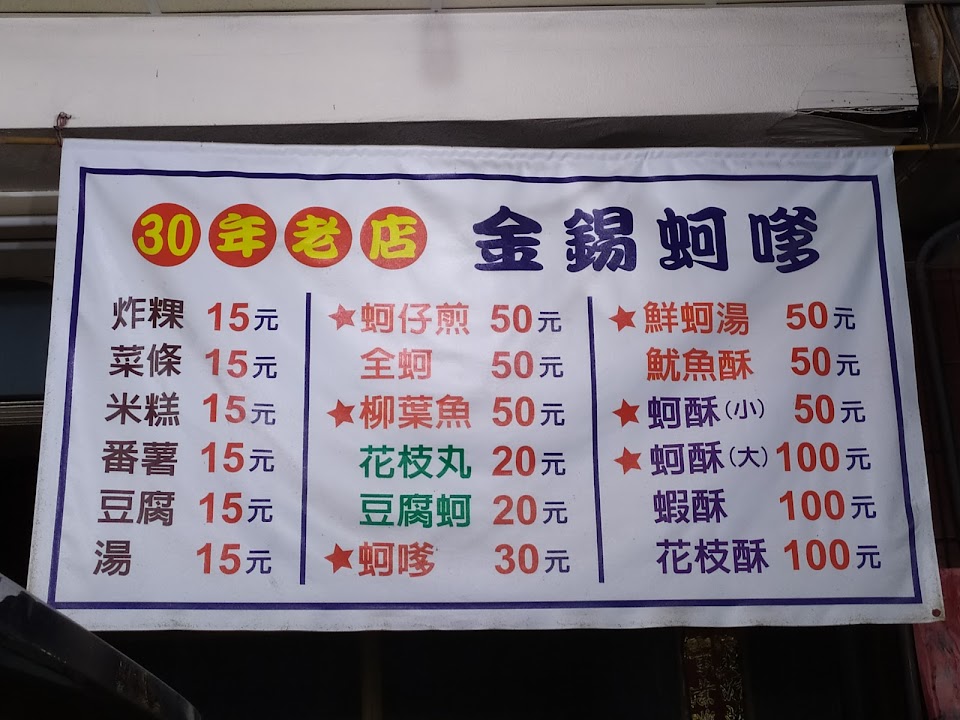 30年老店 金錫蚵嗲
炸粿 15元
菜條 15元
米糕 15元
番薯 15元
豆腐 15元
湯 15元
★蚵仔煎 50元
全蚵 50元
★柳葉魚 50元
花枝丸 20元
豆腐蚵 20元
★蚵嗲 30元
★鮮蚵湯 50元
魷魚酥 50元
★蚵酥(小) 50元
★蚵酥(大) 100元
蝦酥 100元
花枝酥 100元